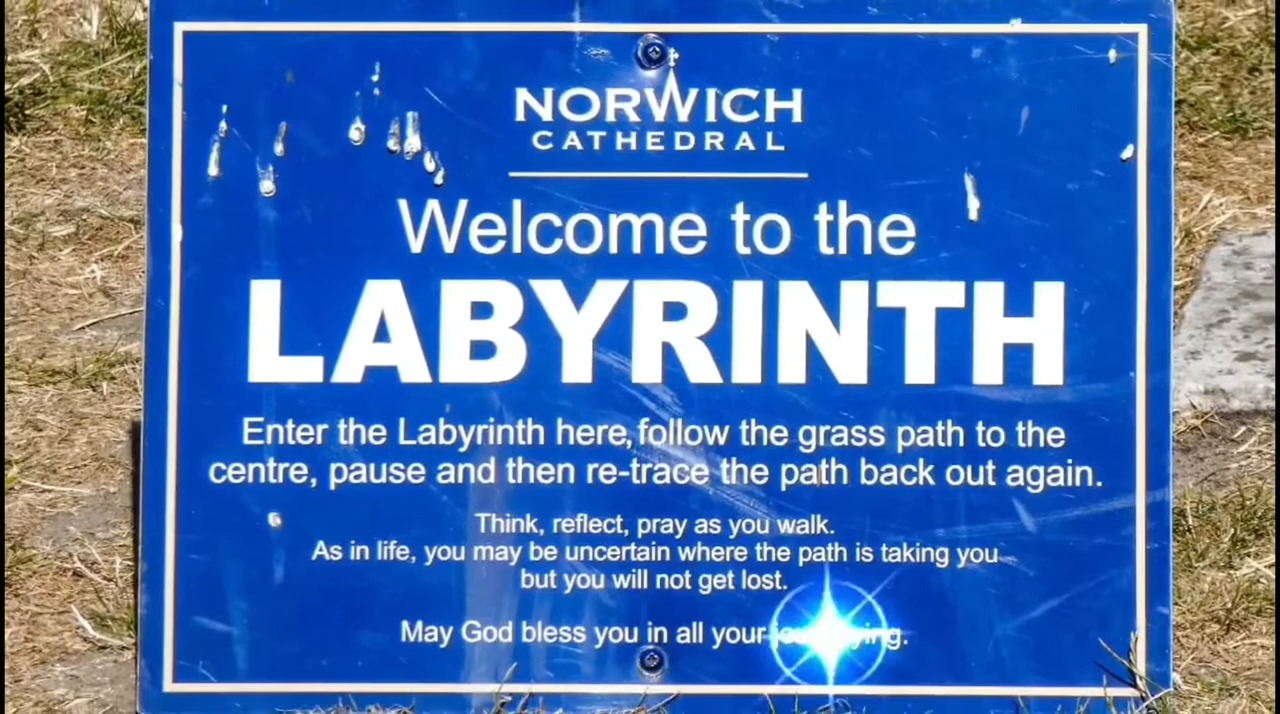 NORWICH
CATHEDRAL
Welcome to the
LABYRINTH
Enter the Labyrinth here, follow the grass path to the
centre, pause and then re-trace the path back out again.
Think, reflect, pray as you walk.
As in life, you may be uncertain where the path is taking you
but you will not get lost.
May God bless you in all your